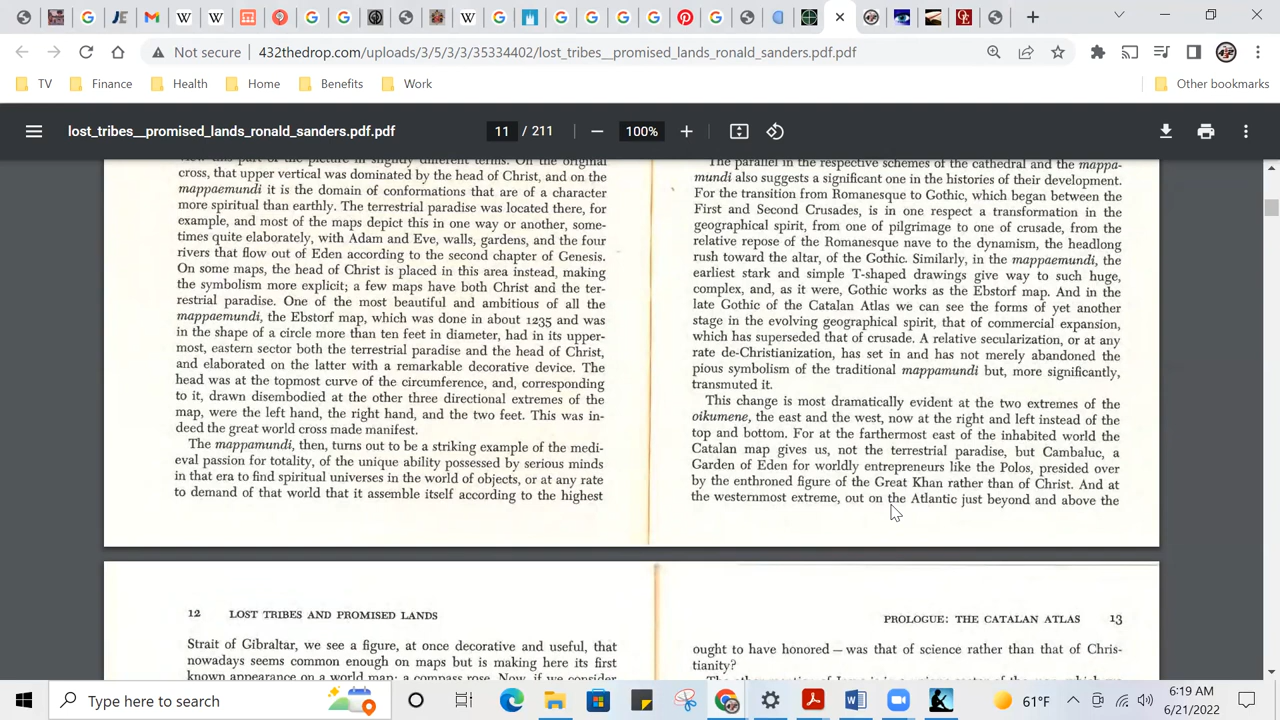 Not secure
432thedrop.com/uploads/3/5/3/3/35334402/lost_tribes__promised_lands_ronald_sanders.pdf.pdf
TV
Finance
Health
Home
Benefits
Work
Other bookmarks
lost_tribes__promised_lands_ronald_sanders.pdf.pdf
11 / 211
100%
view this part of the picture in slightly different terms. On the original
cross, that upper vertical was dominated by the head of Christ, and on the
mappaemundi it is the domain of conformations that are of a character
more spiritual than earthly. The terrestrial paradise was located there, for
example, and most of the maps depict this in one way or another, some-
times quite elaborately, with Adam and Eve, walls, gardens, and the four
rivers that flow out of Eden according to the second chapter of Genesis.
On some maps, the head of Christ is placed in this area instead, making
the symbolism more explicit; a few maps have both Christ and the ter-
restrial paradise. One of the most beautiful and ambitious of all the
mappaemundi, the Ebstorf map, which was done in about 1235 and was
in the shape of a circle more than ten feet in diameter, had in its upper-
most, eastern sector both the terrestrial paradise and the head of Christ,
and elaborated on the latter with a remarkable decorative device. The
head was at the topmost curve of the circumference, and, corresponding
to it, drawn disembodied at the other three directional extremes of the
map, were the left hand, the right hand, and the two feet. This was in-
deed the great world cross made manifest.
The mappamundi, then, turns out to be a striking example of the medi-
eval passion for totality, of the unique ability possessed by serious minds
in that era to find spiritual universes in the world of objects, or at any rate
to demand of that world that it assemble itself according to the highest
The parallel in the respective schemes of the cathedral and the mappa-
mundi also suggests a significant one in the histories of their development.
For the transition from Romanesque to Gothic, which began between the
First and Second Crusades, is in one respect a transformation in the
geographical spirit, from one of pilgrimage to one of crusade, from the
relative repose of the Romanesque nave to the dynamism, the headlong
rush toward the altar, of the Gothic. Similarly, in the mappaemundi, the
earliest stark and simple T-shaped drawings give way to such huge,
complex, and, as it were, Gothic works as the Ebstorf map. And in the
late Gothic of the Catalan Atlas we can see the forms of yet another
stage in the evolving geographical spirit, that of commercial expansion,
which has superseded that of crusade. A relative secularization, or at any
rate de-Christianization, has set in and has not merely abandoned the
pious symbolism of the traditional mappamundi but, more significantly,
transmuted it.
This change is most dramatically evident at the two extremes of the
oikumene, the east and the west, now at the right and left instead of the
top and bottom. For at the farthermost east of the inhabited world the
Catalan map gives us, not the terrestrial paradise, but Cambaluc, a
Garden of Eden for worldly entrepreneurs like the Polos, presided over
by the enthroned figure of the Great Khan rather than of Christ. And at
the westernmost extreme, out on the Atlantic just beyond and above the
12 LOST TRIBES AND PROMISED LANDS
Strait of Gibraltar, we see a figure, at once decorative and useful, that
nowadays seems common enough on maps but is making here its first
known appearance on a world map: a compass rose. Now, if we consider
PROLOGUE: THE CATALAN ATLAS 13
ought to have honored — was that of science rather than that of Chris-
tianity?
Type here to search
61°F
6:19 AM
6/21/2022